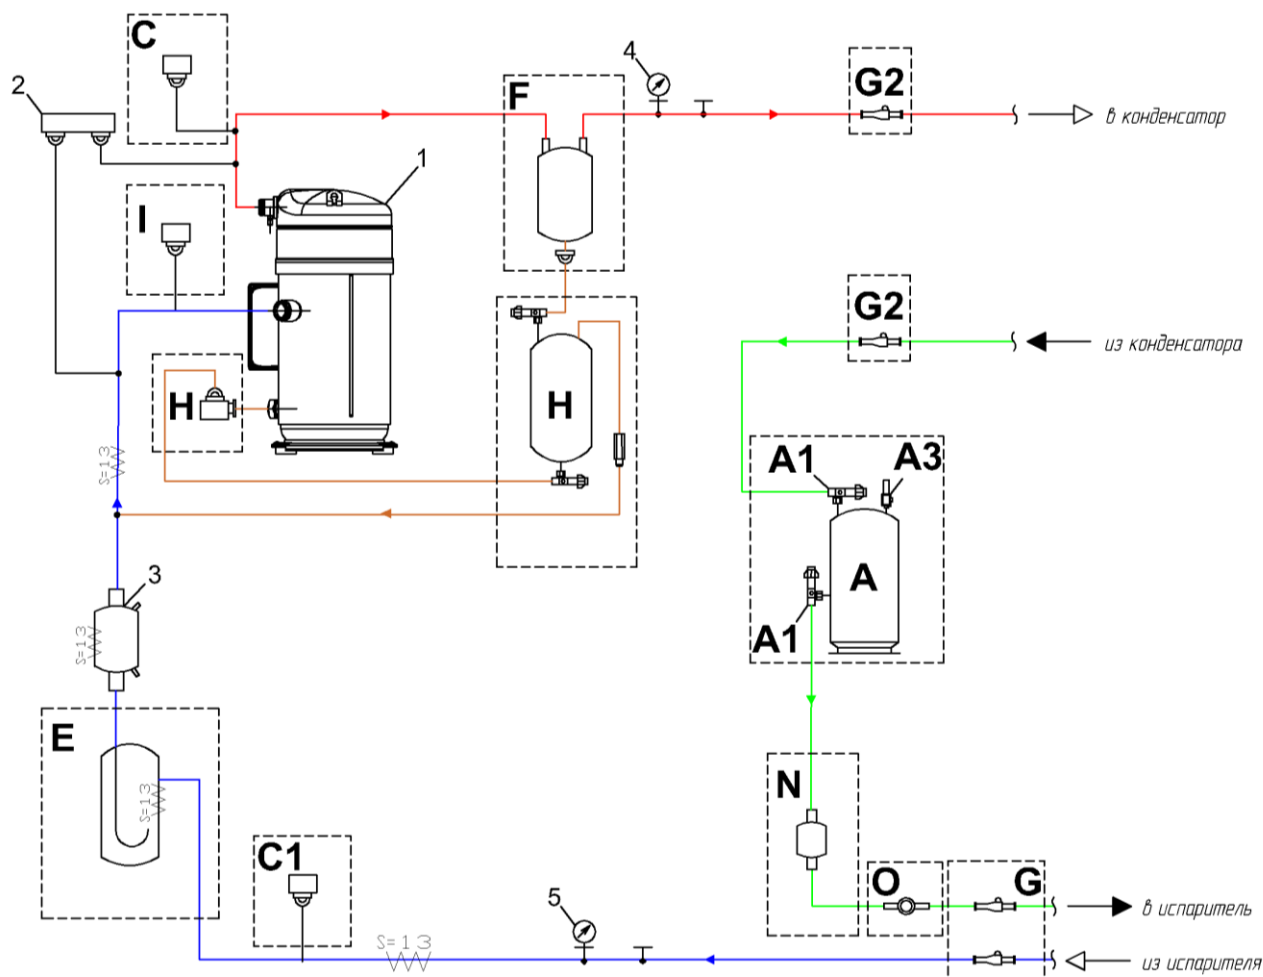 C
4
F
G2
2
в конденсатор
1
I
G2
из конденсатора
H
H
A1
A3
S=13
A
3
A1
S=13
E
N
S=13
C1
O
G
5
в испаритель
S=13
из испарителя